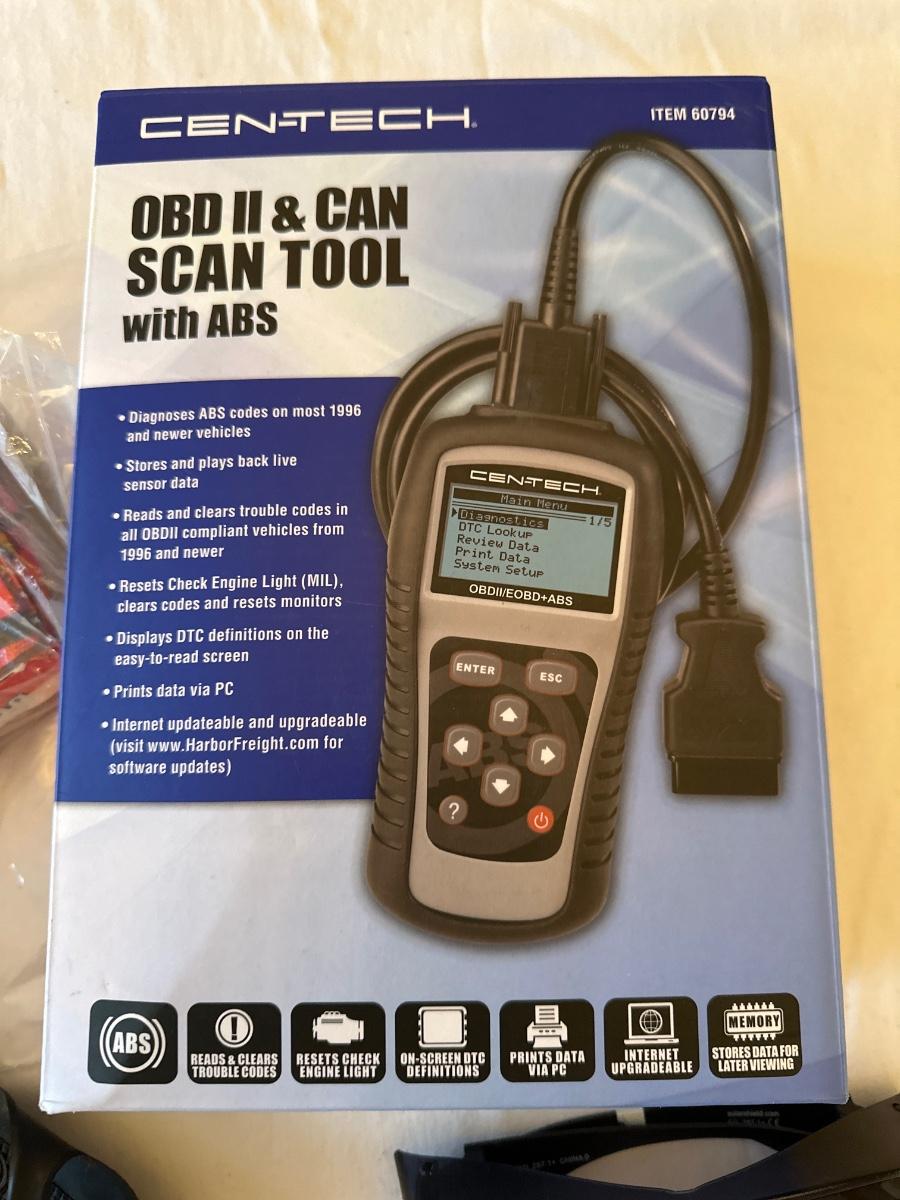 CEN-TECH
ITEM 60794
OBD II & CAN
SCAN TOOL
with ABS
• Diagnoses ABS codes on most 1996
and newer vehicles
• Stores and plays back live
sensor data
• Reads and clears trouble codes in
all OBDII compliant vehicles from
1996 and newer
• Resets Check Engine Light (MIL),
clears codes and resets monitors
• Displays DTC definitions on the
easy-to-read screen
• Prints data via PC
• Internet updateable and upgradeable
(visit www.HarborFreight.com for
software updates)
CEN-TECH
Main Menu
1/5
Diagnostics
DTC Lookup
Review Data
Print Data
System Setup
OBDII/EOBD+ABS
ENTER
ESC
ABS
?
ABS
READS & CLEARS
TROUBLE CODES
RESETS CHECK
ENGINE LIGHT
ON-SCREEN DTC
DEFINITIONS
PRINTS DATA
VIA PC
INTERNET
UPGRADEABLE
MEMORY
STORES DATA FOR
LATER VIEWING